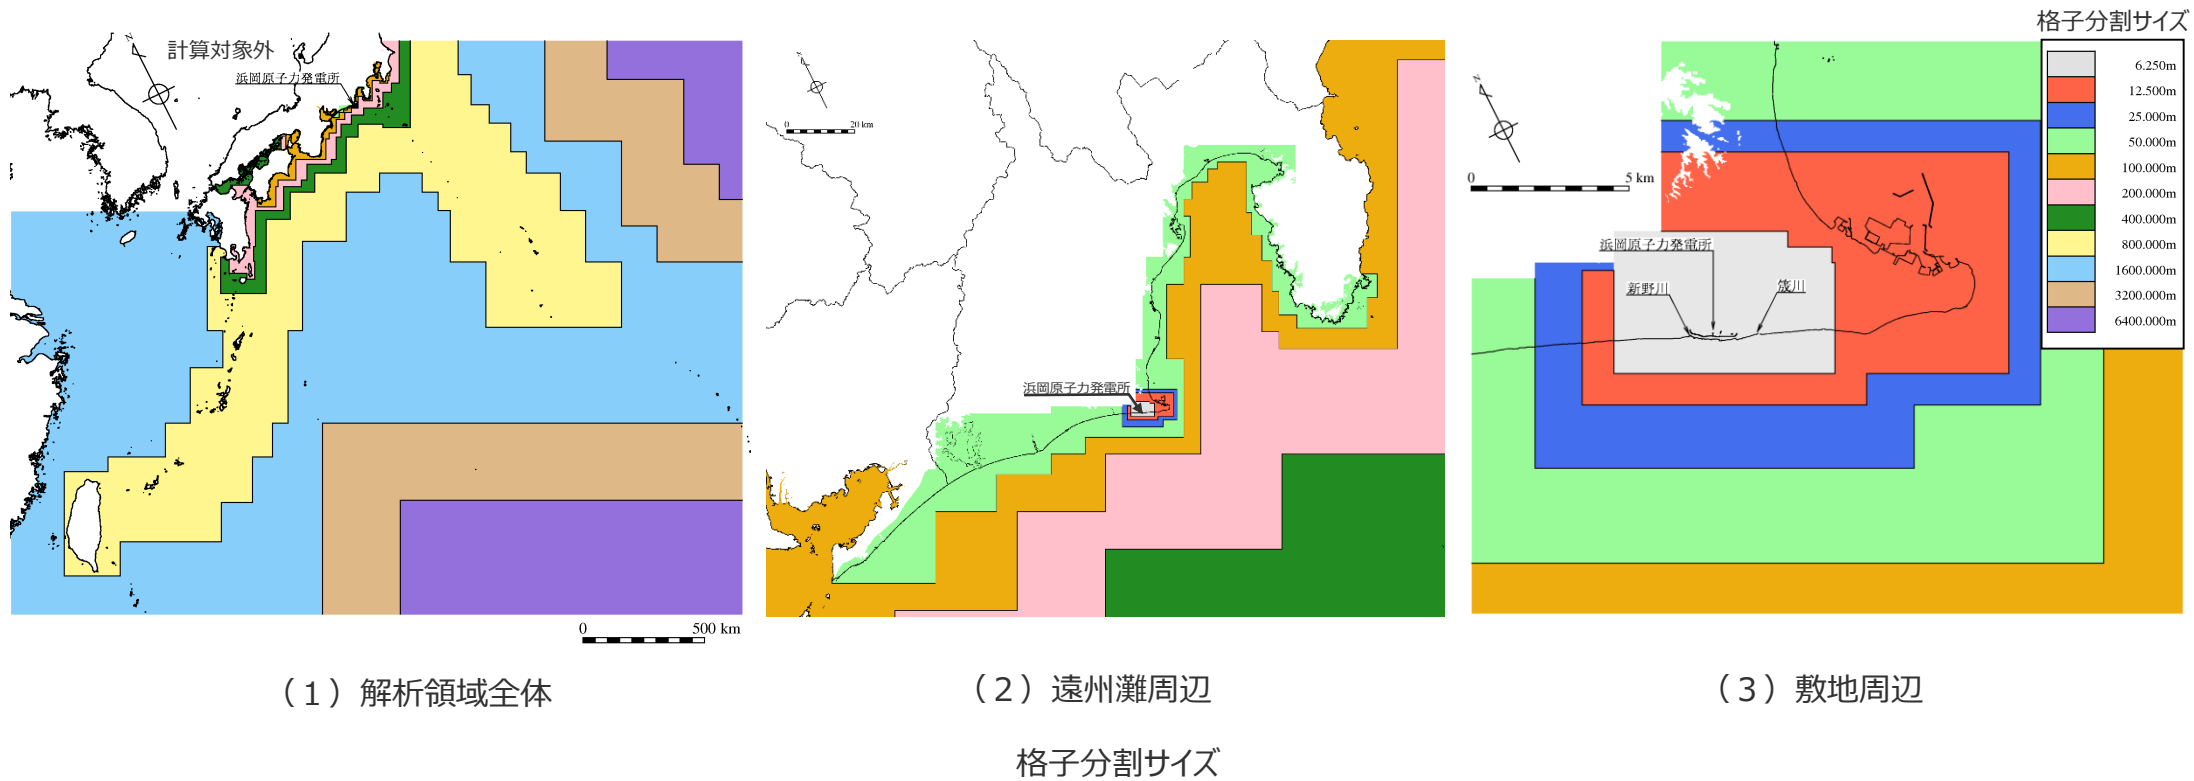 格子分割サイズ
計算対象外
浜岡原子力発電所
N
0 500 km
(1)解析領域全体
N
0 20 km
浜岡原子力発電所
(2)遠州灘周辺
N
0 5 km
浜岡原子力発電所
新野川
筬川
6.250m
12.500m
25.000m
50.000m
100.000m
200.000m
400.000m
800.000m
1600.000m
3200.000m
6400.000m
(3)敷地周辺
格子分割サイズ